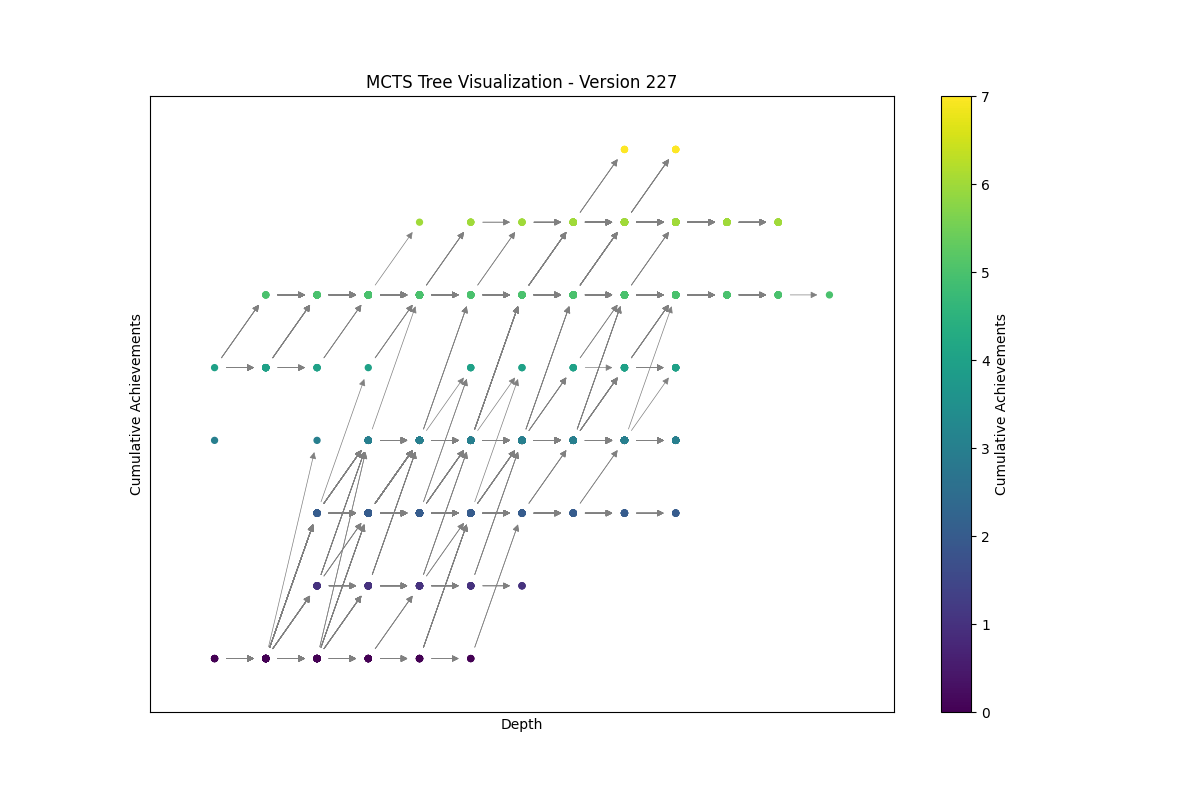 MCTS Tree Visualization - Version 227
Cumulative Achievements
Depth
7
6
5
4
3
2
1
0
Cumulative Achievements